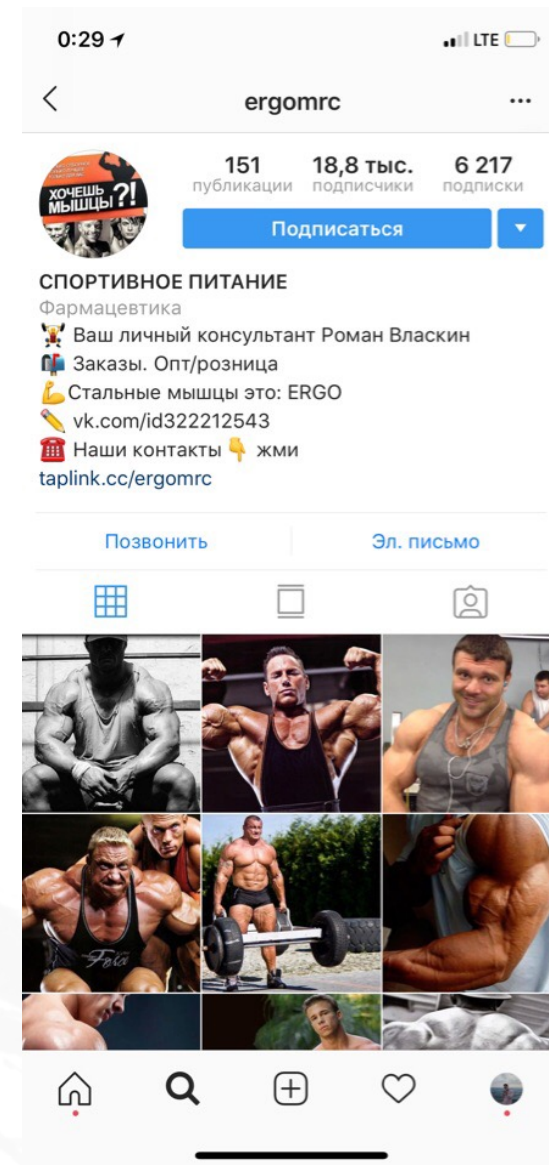 0:29
LTE
ergomrc
ХОЧЕШЬ
МЫШЦЫ?!
151 18,8 тыс. 6 217
публикации подписчики подписки
Подписаться
СПОРТИВНОЕ ПИТАНИЕ
Фармацевтика
Ваш личный консультант Роман Власкин
Заказы. Опт/розница
Стальные мышцы это: ERGO
vk.com/id322212543
Наши контакты жми
taplink.cc/ergomrc
Позвонить Эл. письмо